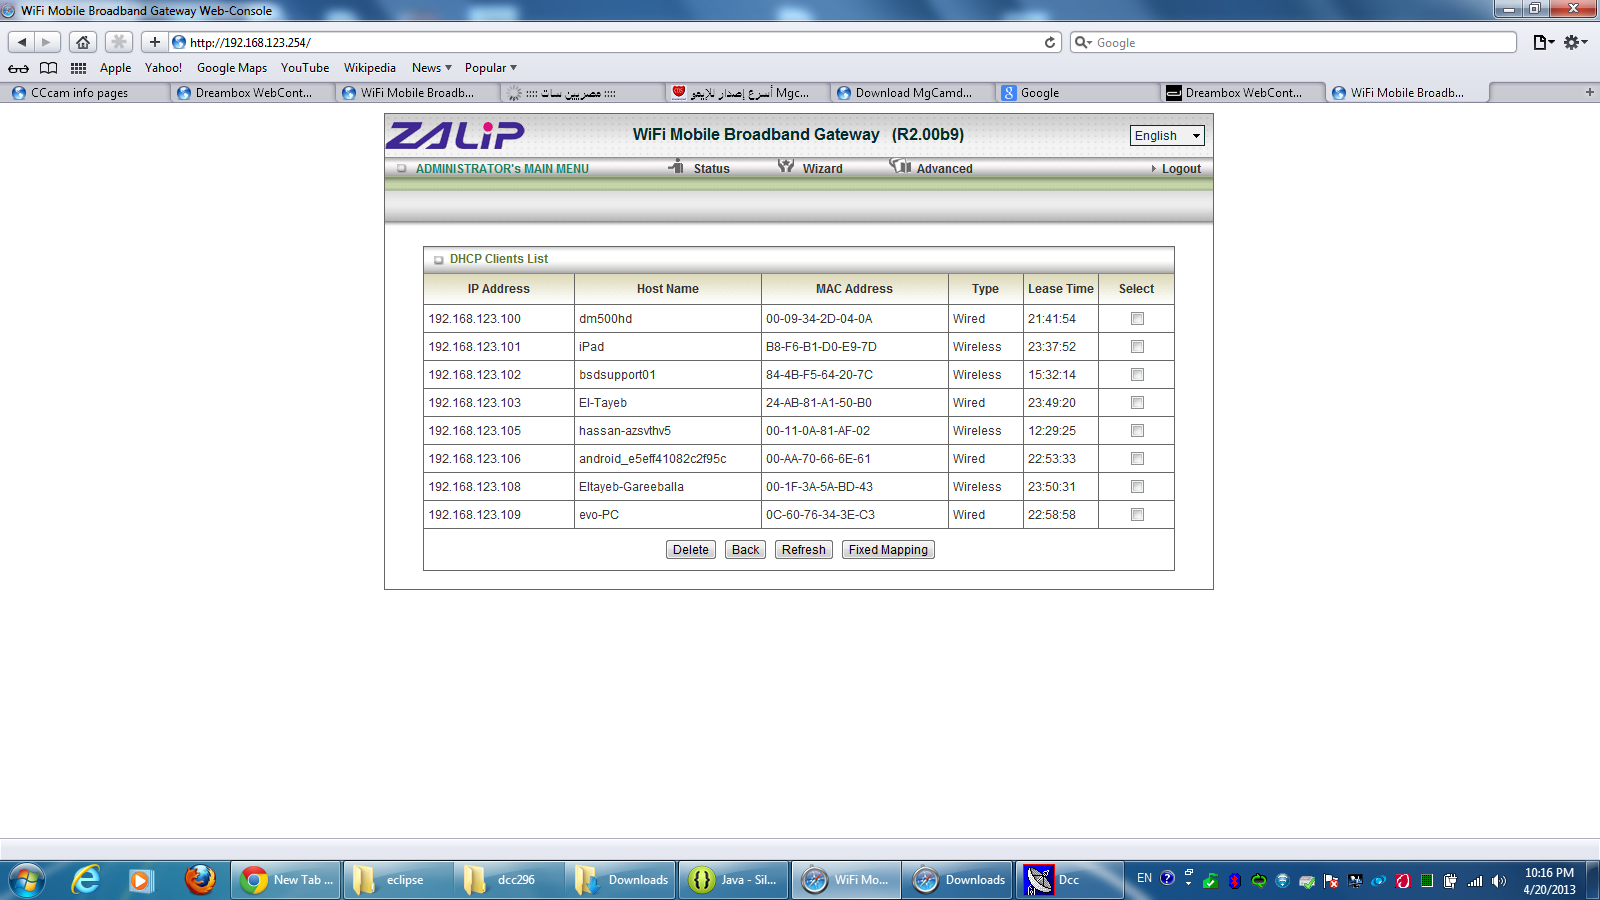 WiFi Mobile Broadband Gateway Web-Console
http://192.168.123.254/
Google
Apple Yahoo! Google Maps YouTube Wikipedia News Popular
CCcam info pages Dreambox WebCont... WiFi Mobile Broadb... :::: مصريين سات :::: أسرع إصدار للإيمو Mgc... Download MgCamd... Google Dreambox WebCont... WiFi Mobile Broadb...
ZALiP WiFi Mobile Broadband Gateway (R2.00b9) English
ADMINISTRATOR's MAIN MENU Status Wizard Advanced Logout
DHCP Clients List
IP Address Host Name MAC Address Type Lease Time Select
192.168.123.100 dm500hd 00-09-34-2D-04-0A Wired 21:41:54
192.168.123.101 iPad B8-F6-B1-D0-E9-7D Wireless 23:37:52
192.168.123.102 bsdsupport01 84-4B-F5-64-20-7C Wireless 15:32:14
192.168.123.103 El-Tayeb 24-AB-81-A1-50-B0 Wired 23:49:20
192.168.123.105 hassan-azsvthv5 00-11-0A-81-AF-02 Wireless 12:29:25
192.168.123.106 android_e5eff41082c2f95c 00-AA-70-66-6E-61 Wired 22:53:33
192.168.123.108 Eltayeb-Gareeballa 00-1F-3A-5A-BD-43 Wireless 23:50:31
192.168.123.109 evo-PC 0C-60-76-34-3E-C3 Wired 22:58:58
Delete Back Refresh Fixed Mapping
New Tab ... eclipse dcc296 Downloads Java - Sil... WiFi Mo... Downloads Dcc EN 10:16 PM
4/20/2013